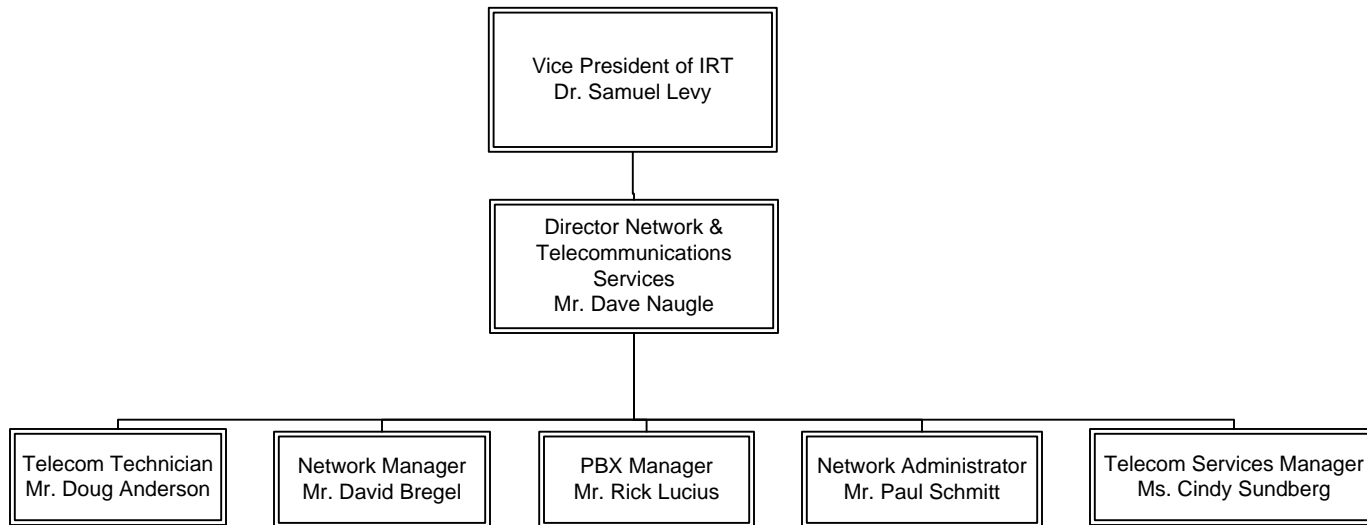 Vice President of IRT
Dr. Samuel Levy
Director Network &
Telecommunications
Services
Mr. Dave Naugle
Telecom Technician
Mr. Doug Anderson
Network Manager
Mr. David Bregel
PBX Manager
Mr. Rick Lucius
Network Administrator
Mr. Paul Schmitt
Telecom Services Manager
Ms. Cindy Sundberg